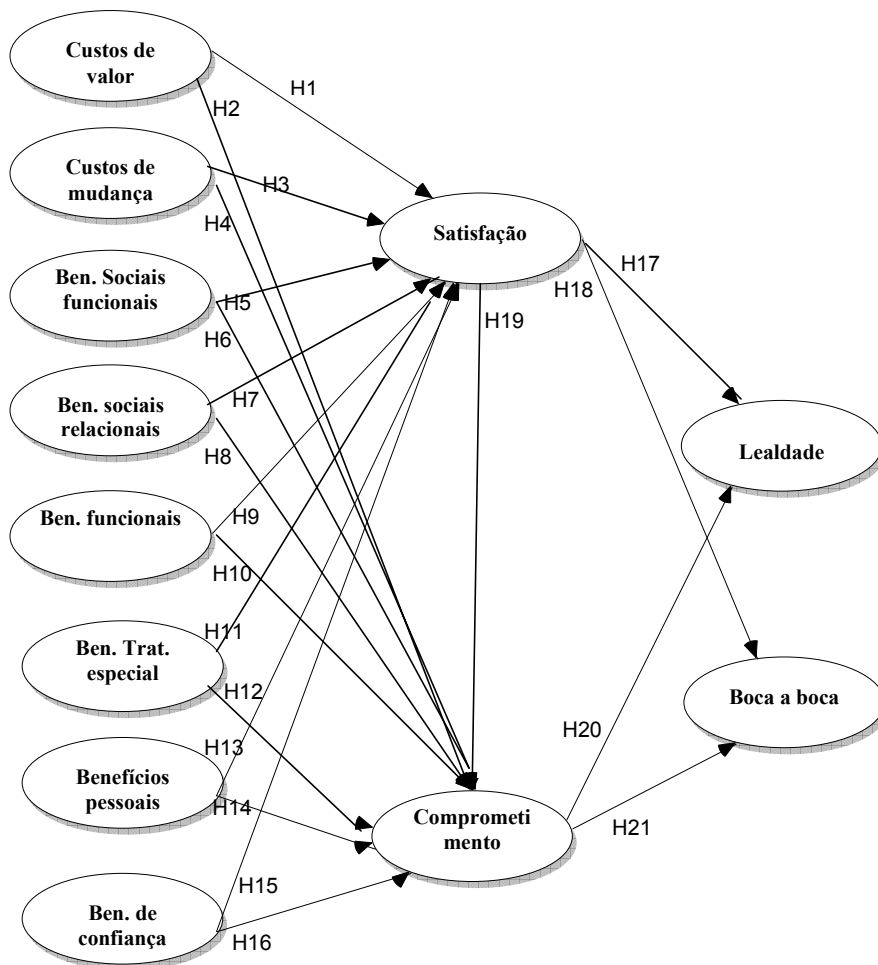 Custos de
valor
H1
H2
Custos de
mudança
H3
H4
Satisfação
Ben. Sociais
funcionais
H5
H6
H17
H18
H19
Ben. sociais
relacionais
H7
H8
Lealdade
Ben. funcionais
H9
H10
Ben. Trat.
especial
H11
H12
Boca a boca
H20
Benefícios
pessoais
H13
H14
Comprometi
mento
H21
Ben. de
confiança
H15
H16